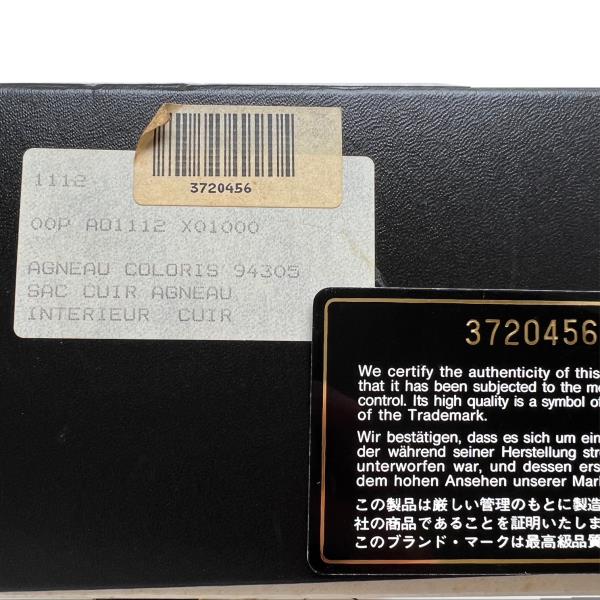 3720456
1112
00P A01112 X01000
AGNEAU COLORIS 94305
SAC CUIR AGNEAU
INTERIEUR CUIR
3720456
We certify the authenticity of this
that it has been subjected to the
control. Its high quality is a symbol
of the Trademark.
Wir bestätigen, dass es sich um
der während seiner Herstellung
unterworfen war, und dessen
dem hohen Ansehen unserer
この製品は厳しい管理のもとに製造
社の商品であることを証明いたしま
このブランド・マークは最高級品質